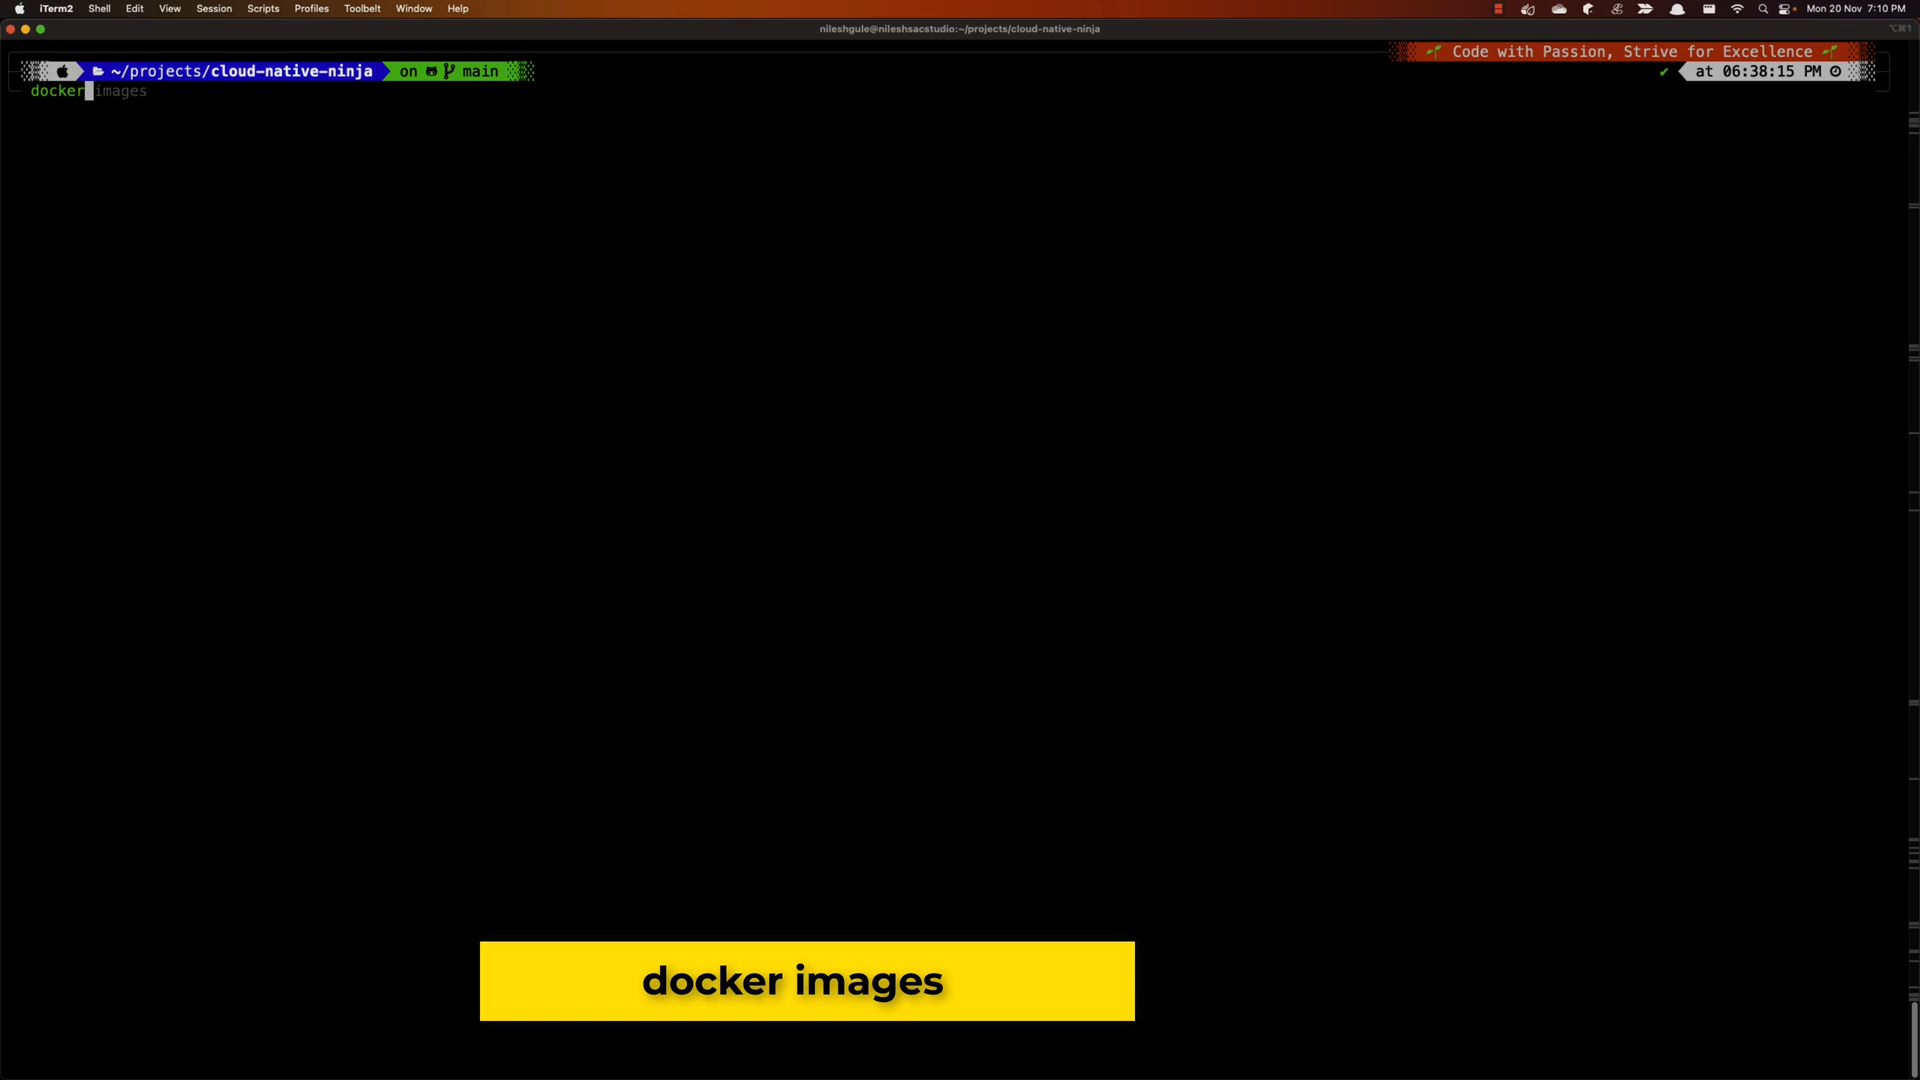 iTerm2 Shell Edit View Session Scripts Profiles Toolbelt Window Help Mon 20 Nov 7:10 PM
nileshgule@nileshsacstudio:~/projects/cloud-native-ninja ⌥⌘1
Code with Passion, Strive for Excellence
~/projects/cloud-native-ninja on main ✔ at 06:38:15 PM
docker images
docker images